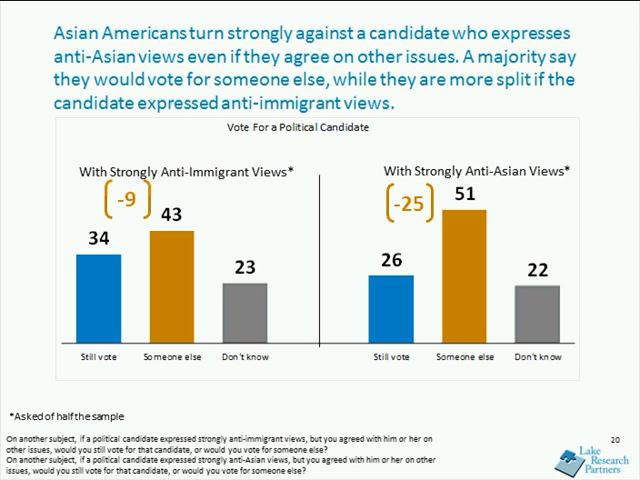 Asian Americans turn strongly against a candidate who expresses
anti-Asian views even if they agree on other issues. A majority say
they would vote for someone else, while they are more split if the
candidate expressed anti-immigrant views.
Vote For a Political Candidate
With Strongly Anti-Immigrant Views*
-9
34
43
23
Still vote
Someone else
Don't know
With Strongly Anti-Asian Views*
-25
26
51
22
Still vote
Someone else
Don't know
*Asked of half the sample
On another subject, if a political candidate expressed strongly anti-immigrant views, but you agreed with him or her on
other issues, would you still vote for that candidate, or would you vote for someone else?
On another subject, if a political candidate expressed strongly anti-Asian views, but you agreed with him or her on other
issues, would you still vote for that candidate, or would you vote for someone else?
20
Lake
Research
Partners